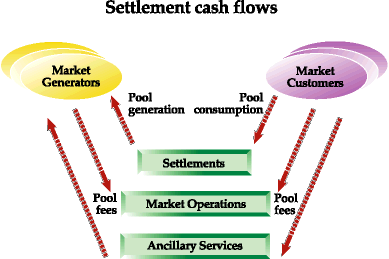 Settlement cash flows
Market
Generators
Market
Customers
Pool
generation
Pool
consumption
Settlements
Pool
fees
Market Operations
Pool
fees
Ancillary Services